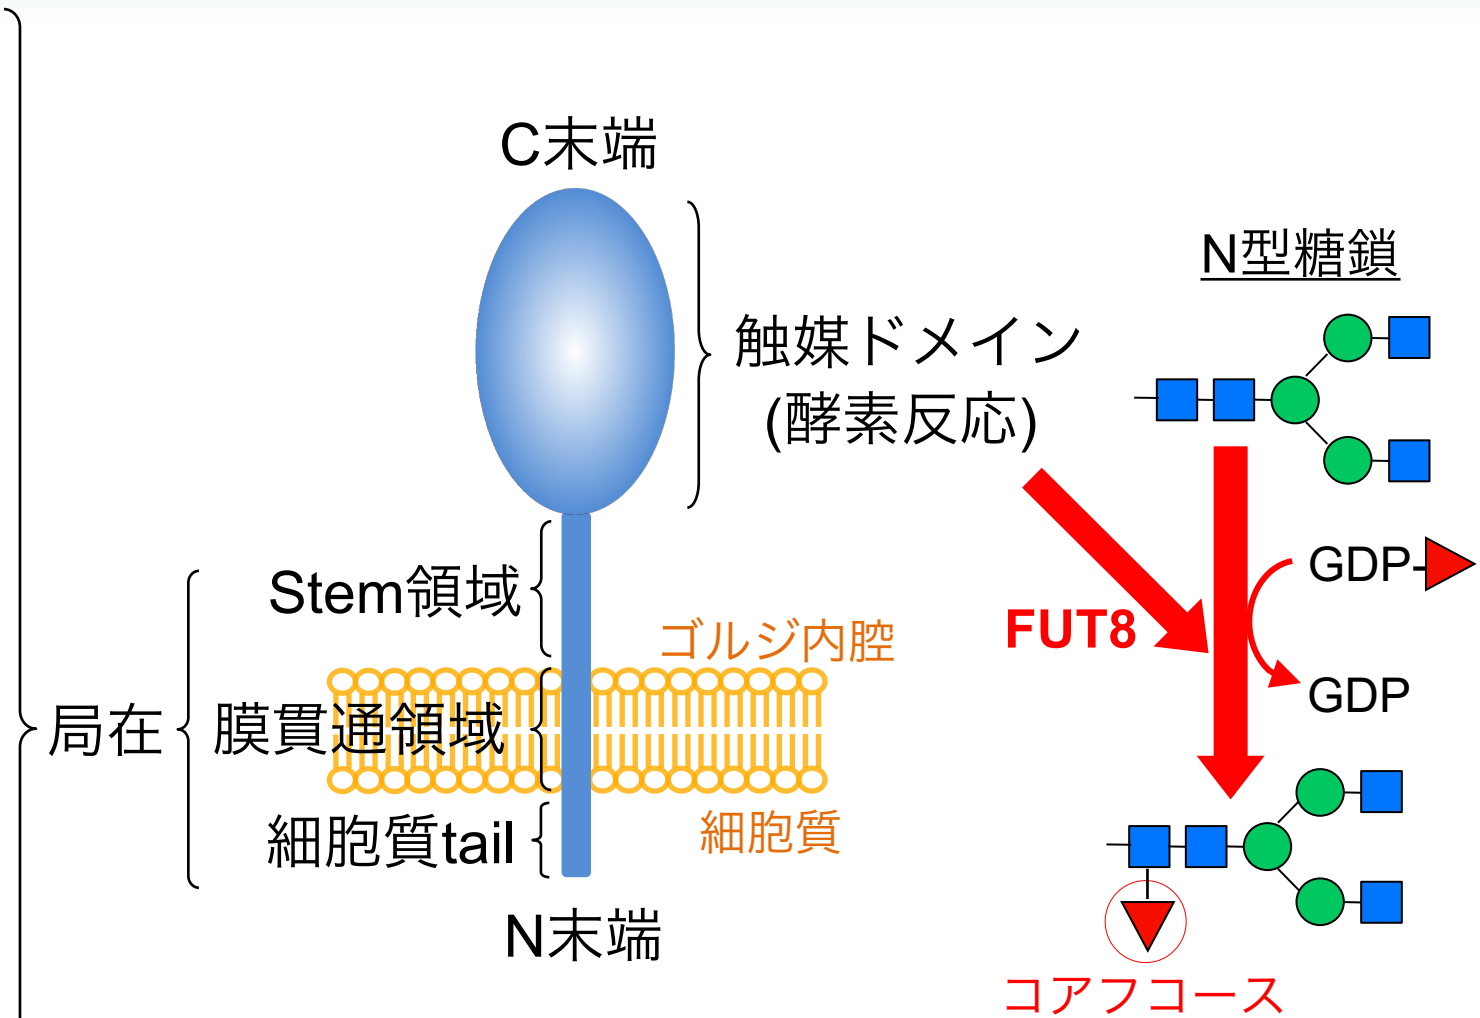 C末端
触媒ドメイン
(酵素反応)
Stem領域
局在
膜貫通領域
細胞質tail
N末端
ゴルジ内腔
細胞質
N型糖鎖
GDP
FUT8
GDP
コアフコース